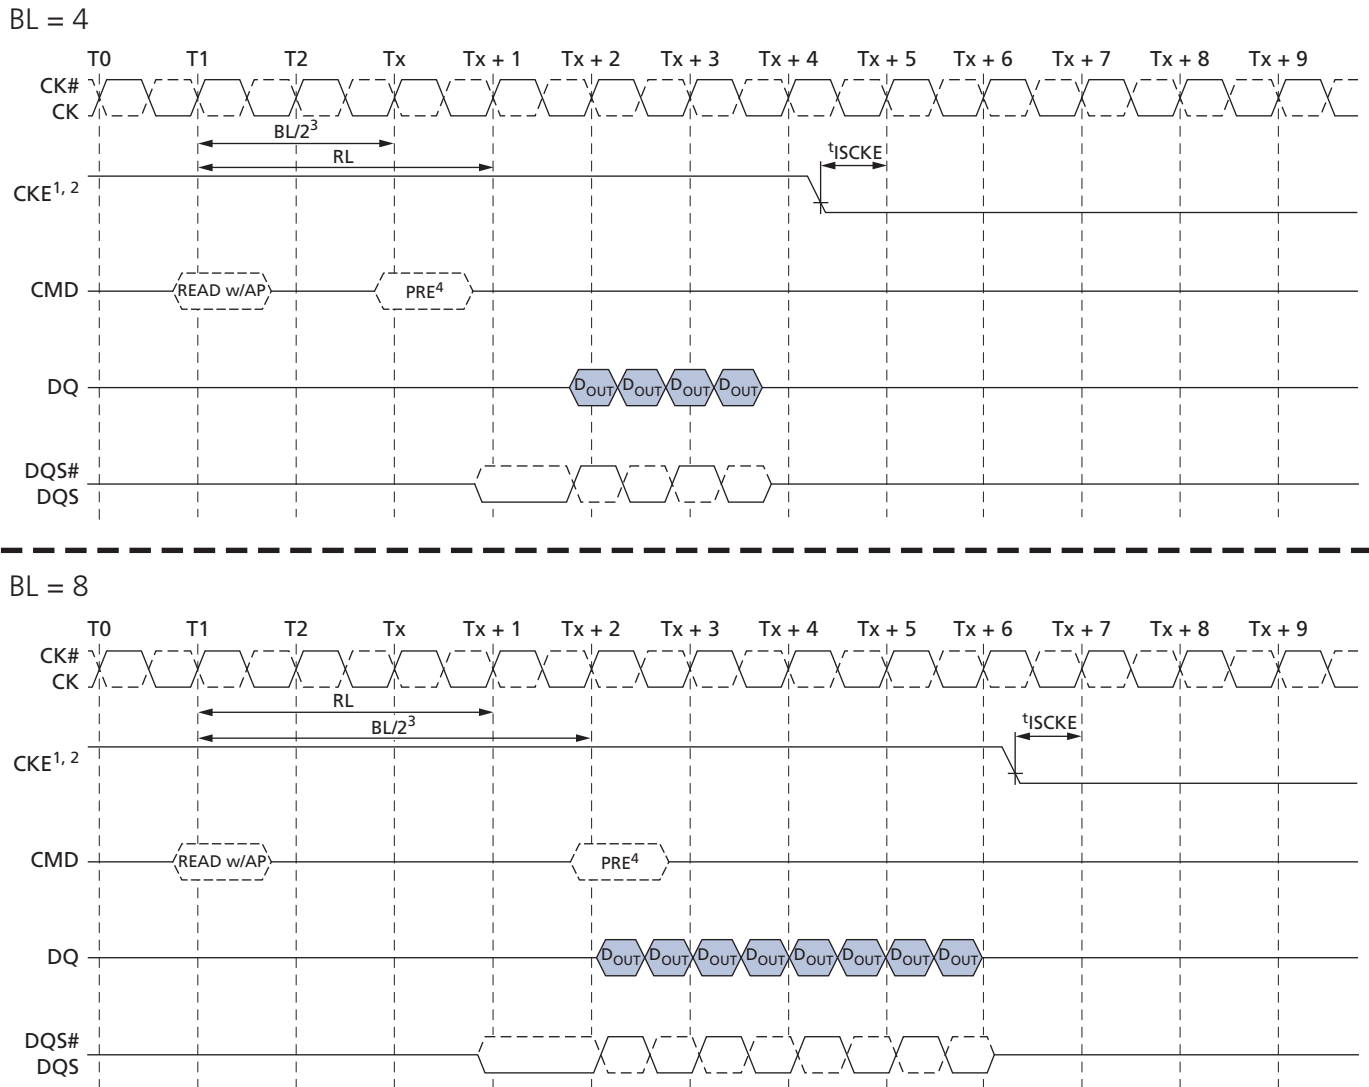 BL = 4
T0 T1 T2 Tx Tx + 1 Tx + 2 Tx + 3 Tx + 4 Tx + 5 Tx + 6 Tx + 7 Tx + 8 Tx + 9
CK#
CK
BL/2³
RL
tISCKE
CKE1, 2
CMD READ w/AP PRE⁴
DQ DOUT DOUT DOUT DOUT
DQS#
DQS
BL = 8
T0 T1 T2 Tx Tx + 1 Tx + 2 Tx + 3 Tx + 4 Tx + 5 Tx + 6 Tx + 7 Tx + 8 Tx + 9
CK#
CK
RL
BL/2³
tISCKE
CKE1, 2
CMD READ w/AP PRE⁴
DQ DOUT DOUT DOUT DOUT DOUT DOUT DOUT DOUT
DQS#
DQS